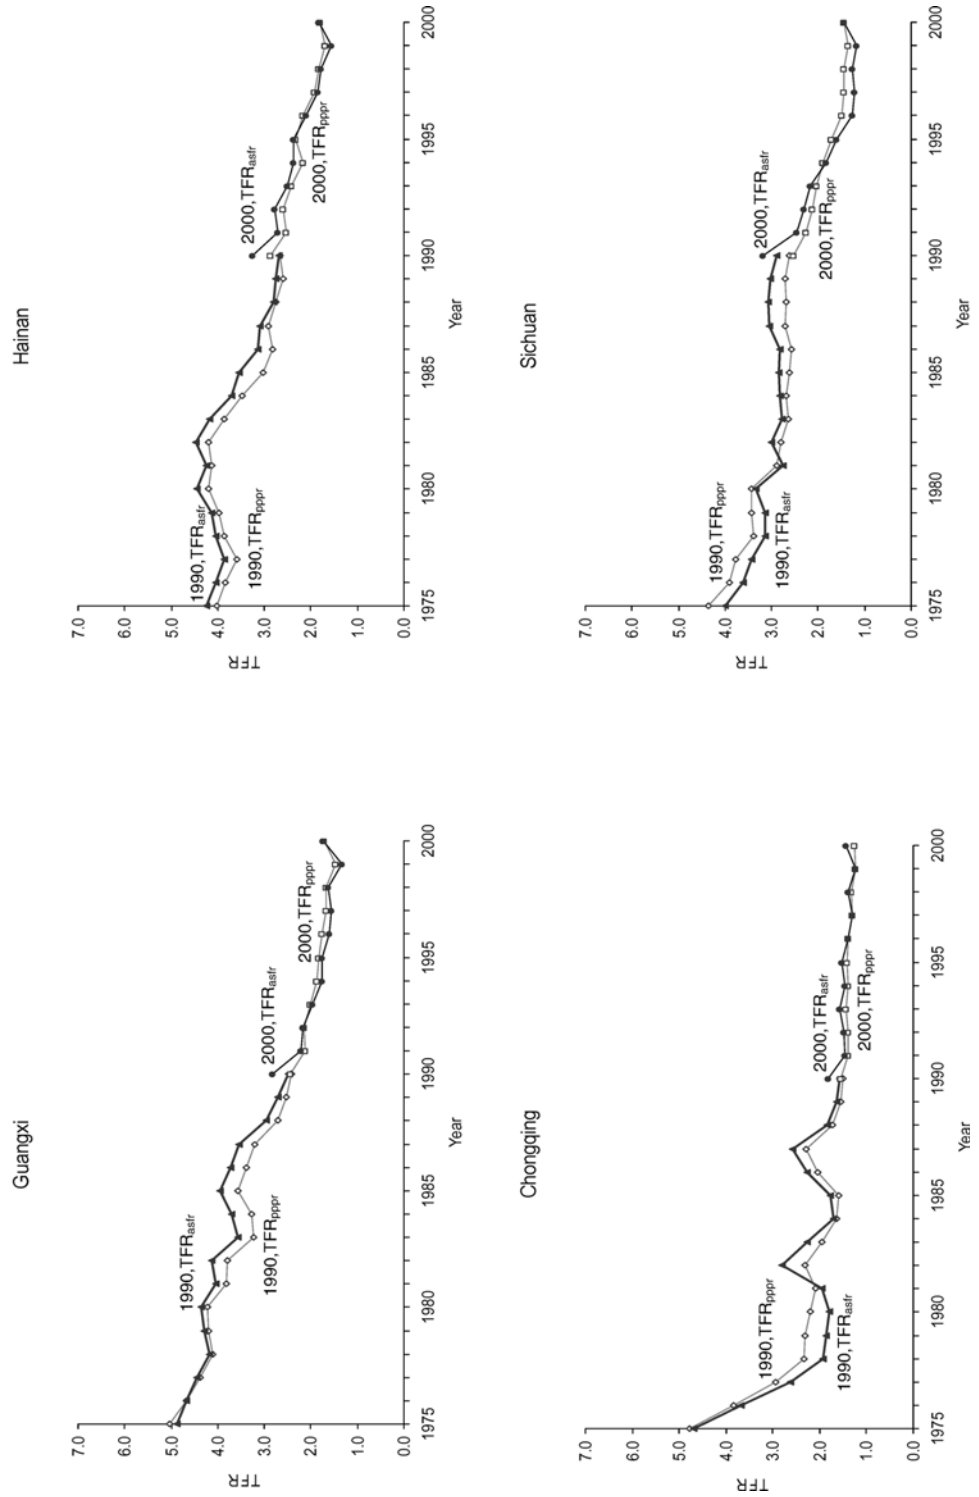 Guangxi
7.0
6.0
5.0
4.0
3.0
2.0
1.0
0.0
TFR
1990,TFRasfr
1990,TFRpppr
2000,TFRasfr
2000,TFRpppr
1975 1980 1985 1990 1995 2000
Year
Hainan
7.0
6.0
5.0
4.0
3.0
2.0
1.0
0.0
TFR
1990,TFRasfr
1990,TFRpppr
2000,TFRasfr
2000,TFRpppr
1975 1980 1985 1990 1995 2000
Year
Chongqing
7.0
6.0
5.0
4.0
3.0
2.0
1.0
0.0
TFR
1990,TFRpppr
1990,TFRasfr
2000,TFRasfr
2000,TFRpppr
1975 1980 1985 1990 1995 2000
Year
Sichuan
7.0
6.0
5.0
4.0
3.0
2.0
1.0
0.0
TFR
1990,TFRpppr
1990,TFRasfr
2000,TFRasfr
2000,TFRpppr
1975 1980 1985 1990 1995 2000
Year